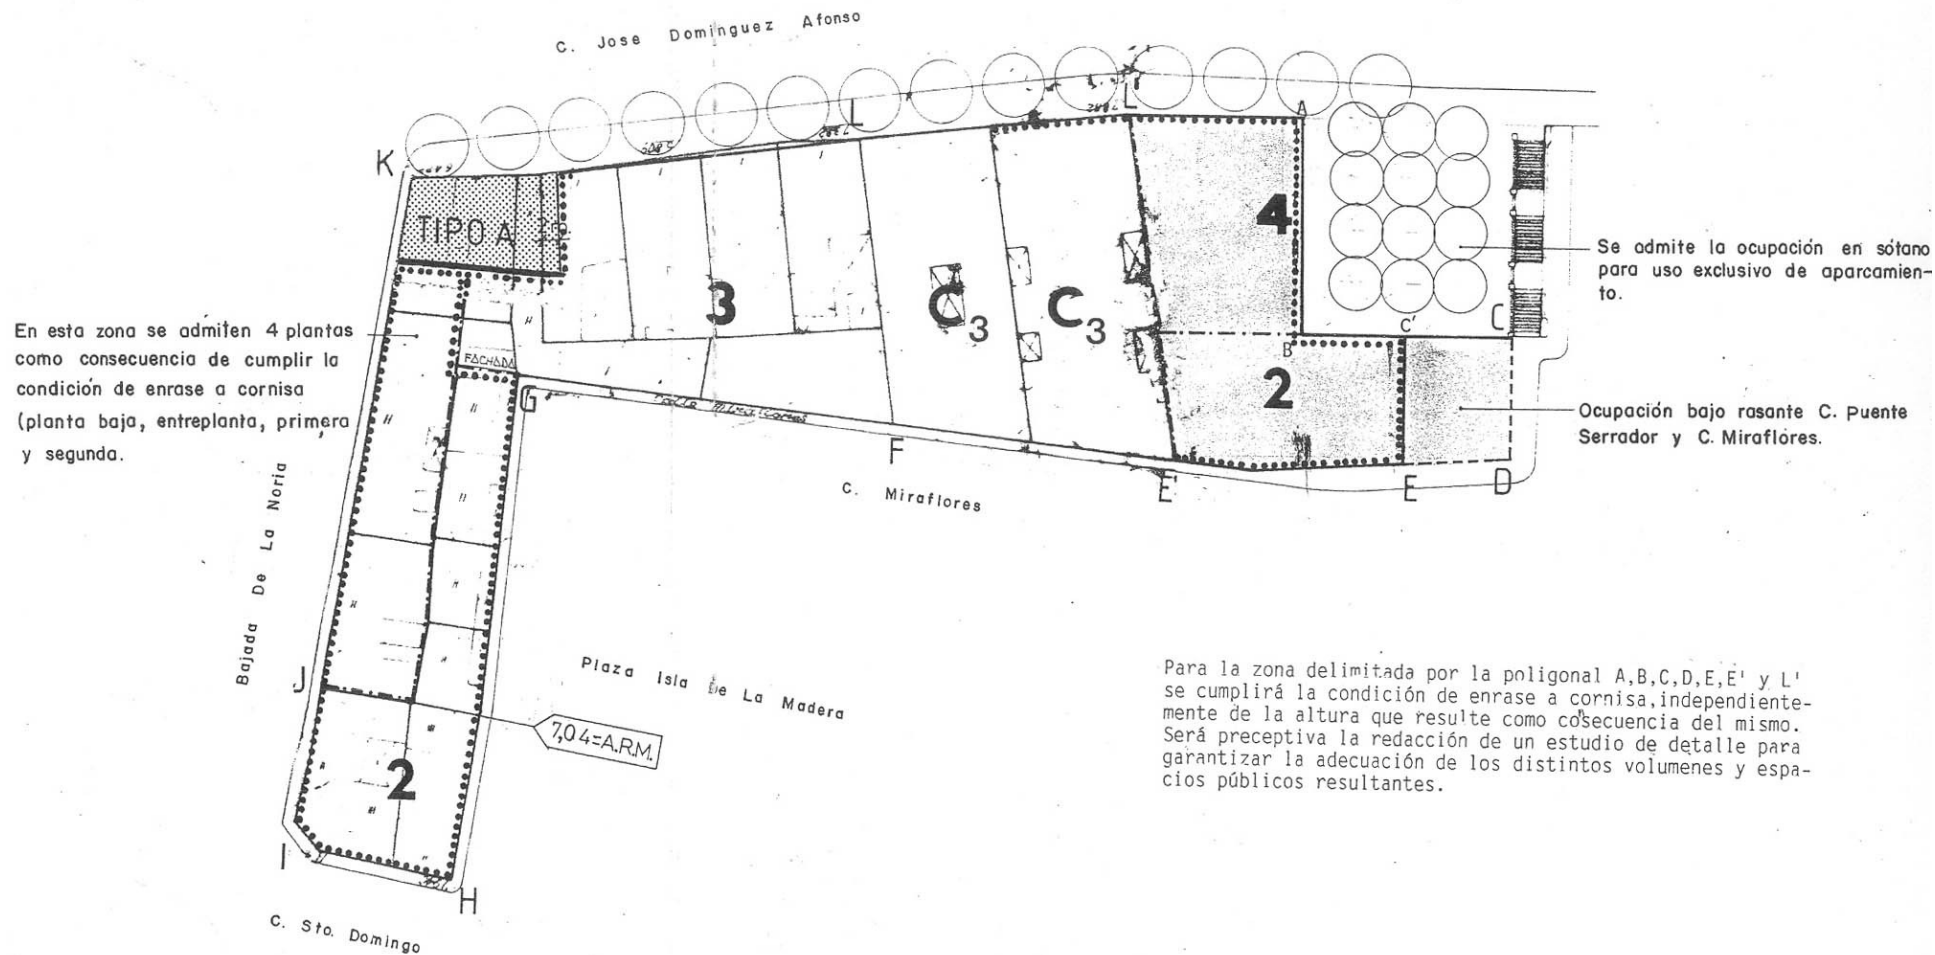 C. Jose Dominguez Afonso
K
L
L'
A
TIPO A
4
3
C3
C3
Se admite la ocupación en sótano
para uso exclusivo de aparcamien-
to.
C
C'
B
En esta zona se admiten 4 plantas
como consecuencia de cumplir la
condición de enrase a cornisa
(planta baja, entreplanta, primera
y segunda.
FACHADA
G
2
Ocupación bajo rasante C. Puente
Serrador y C. Miraflores.
F
E'
E
D
C. Miraflores
Bajada De La Noria
J
Plaza Isla De La Madera
7,04=A.R.M.
2
I
H
C. Sto. Domingo
Para la zona delimitada por la poligonal A,B,C,D,E,E' y L'
se cumplirá la condición de enrase a cornisa,independiente-
mente de la altura que resulte como cosecuencia del mismo.
Será preceptiva la redacción de un estudio de detalle para
garantizar la adecuación de los distintos volumenes y espa-
cios públicos resultantes.